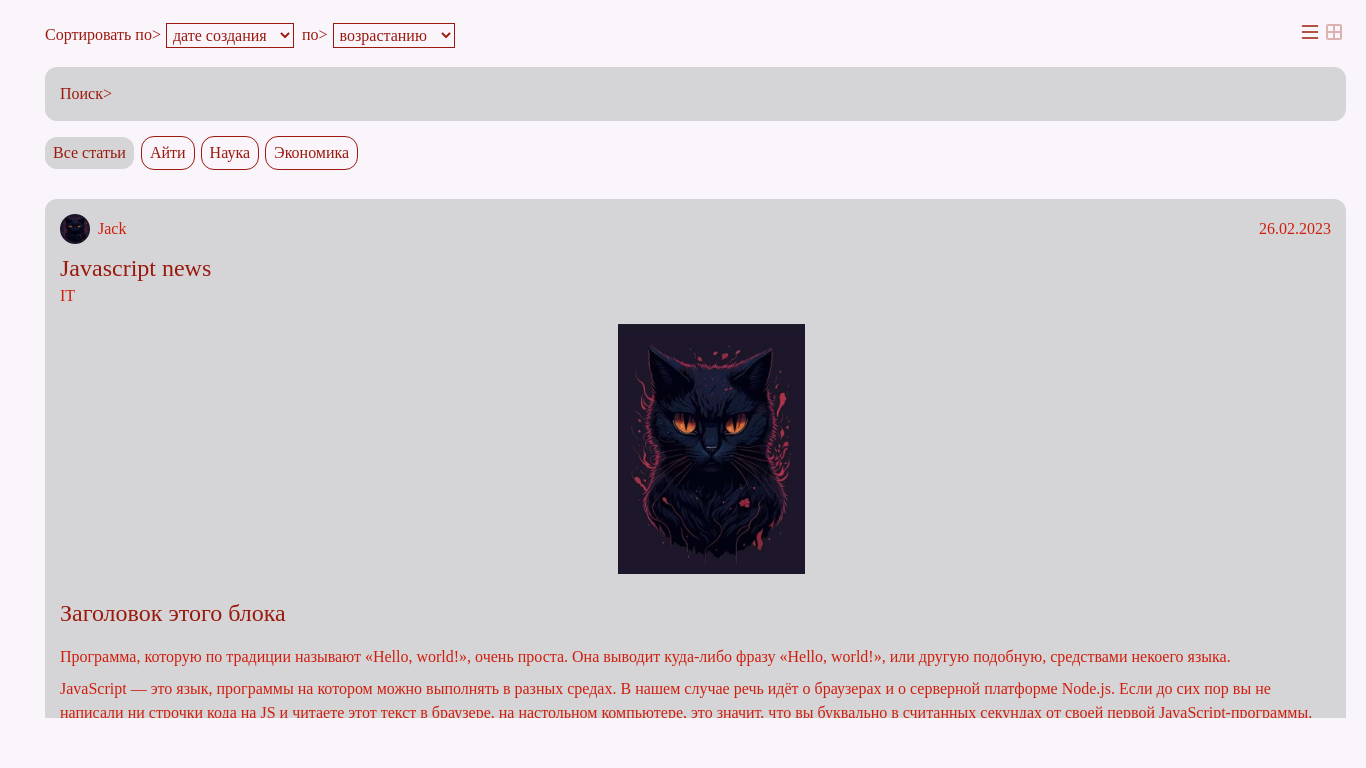 Сортировать по> дате создания по> возрастанию
Поиск>
Все статьи Айти Наука Экономика
Jack 26.02.2023
Javascript news
IT
Заголовок этого блока
Программа, которую по традиции называют «Hello, world!», очень проста. Она выводит куда-либо фразу «Hello, world!», или другую подобную, средствами некоего языка.
JavaScript — это язык, программы на котором можно выполнять в разных средах. В нашем случае речь идёт о браузерах и о серверной платформе Node.js. Если до сих пор вы не
написали ни строчки кода на JS и читаете этот текст в браузере, на настольном компьютере, это значит, что вы буквально в считанных секундах от своей первой JavaScript-программы.